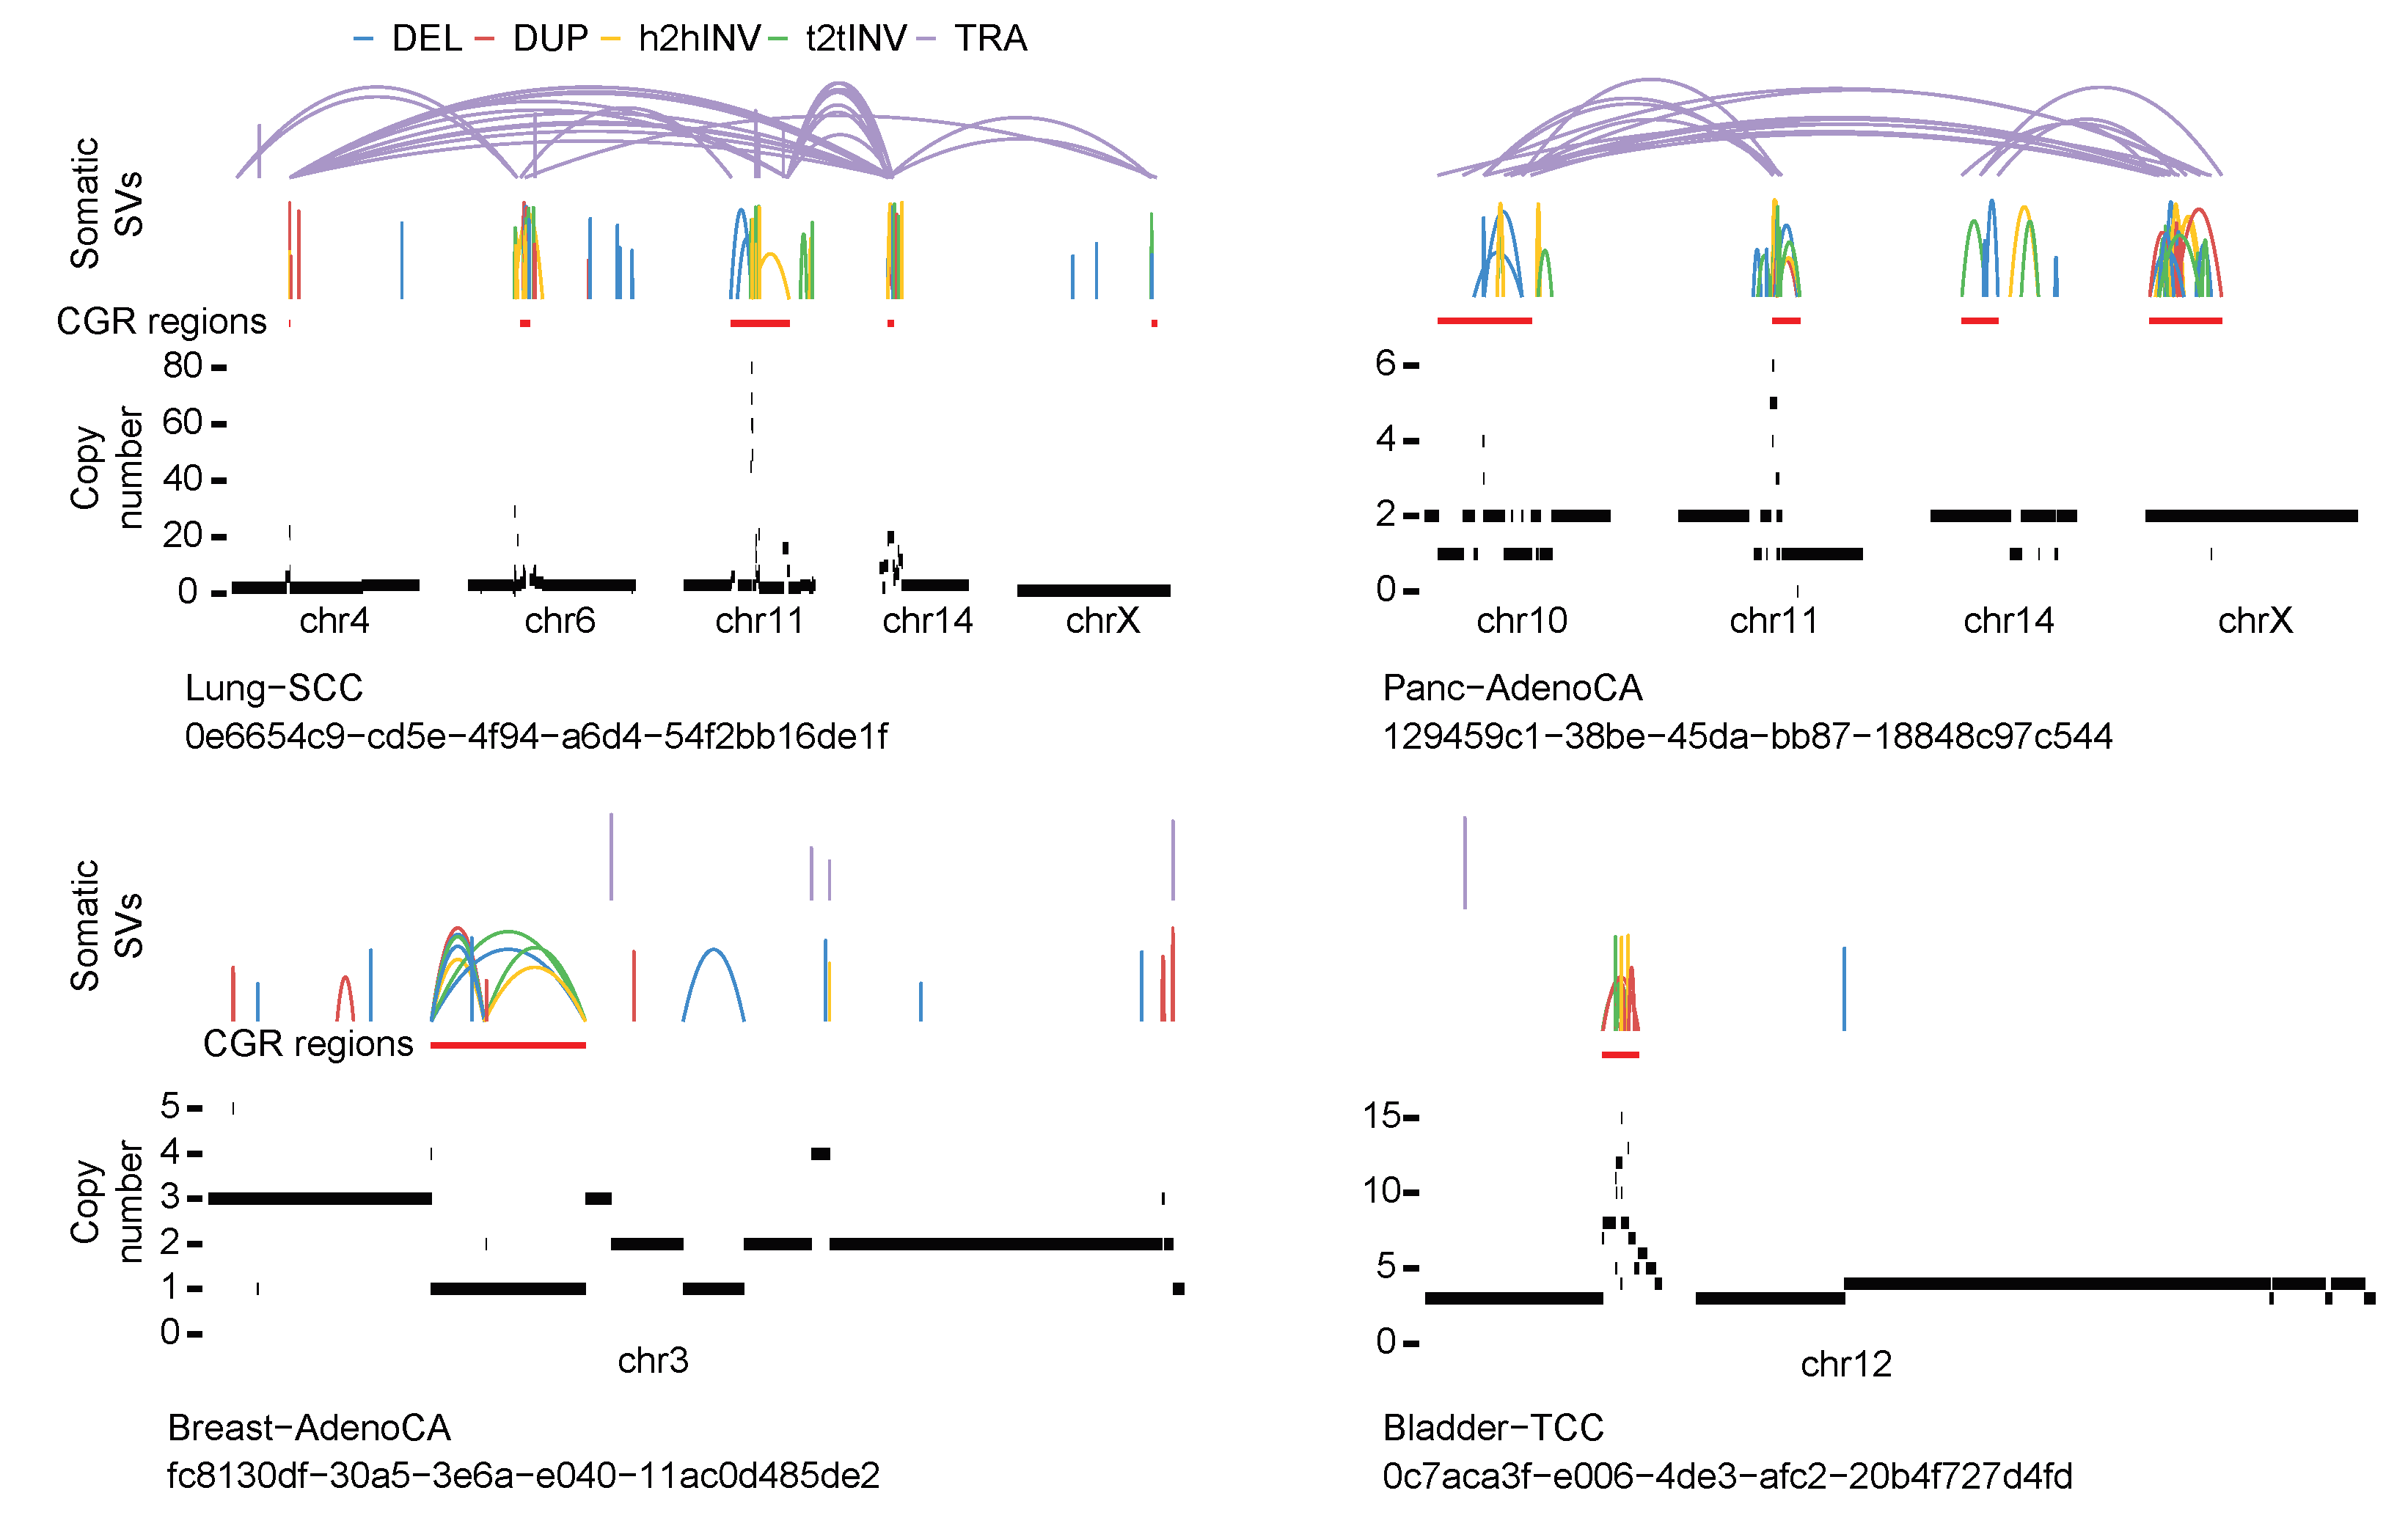 DEL DUP h2hINV t2tINV TRA
Somatic
SVs
CGR regions
Copy
number
80
60
40
20
0
chr4 chr6 chr11 chr14 chrX
Lung-SCC
0e6654c9-cd5e-4f94-a6d4-54f2bb16de1f
6
4
2
0
chr10 chr11 chr14 chrX
Panc-AdenoCA
129459c1-38be-45da-bb87-18848c97c544
Somatic
SVs
CGR regions
Copy
number
5
4
3
2
1
0
chr3
Breast-AdenoCA
fc8130df-30a5-3e6a-e040-11ac0d485de2
15
10
5
0
chr12
Bladder-TCC
0c7aca3f-e006-4de3-afc2-20b4f727d4fd